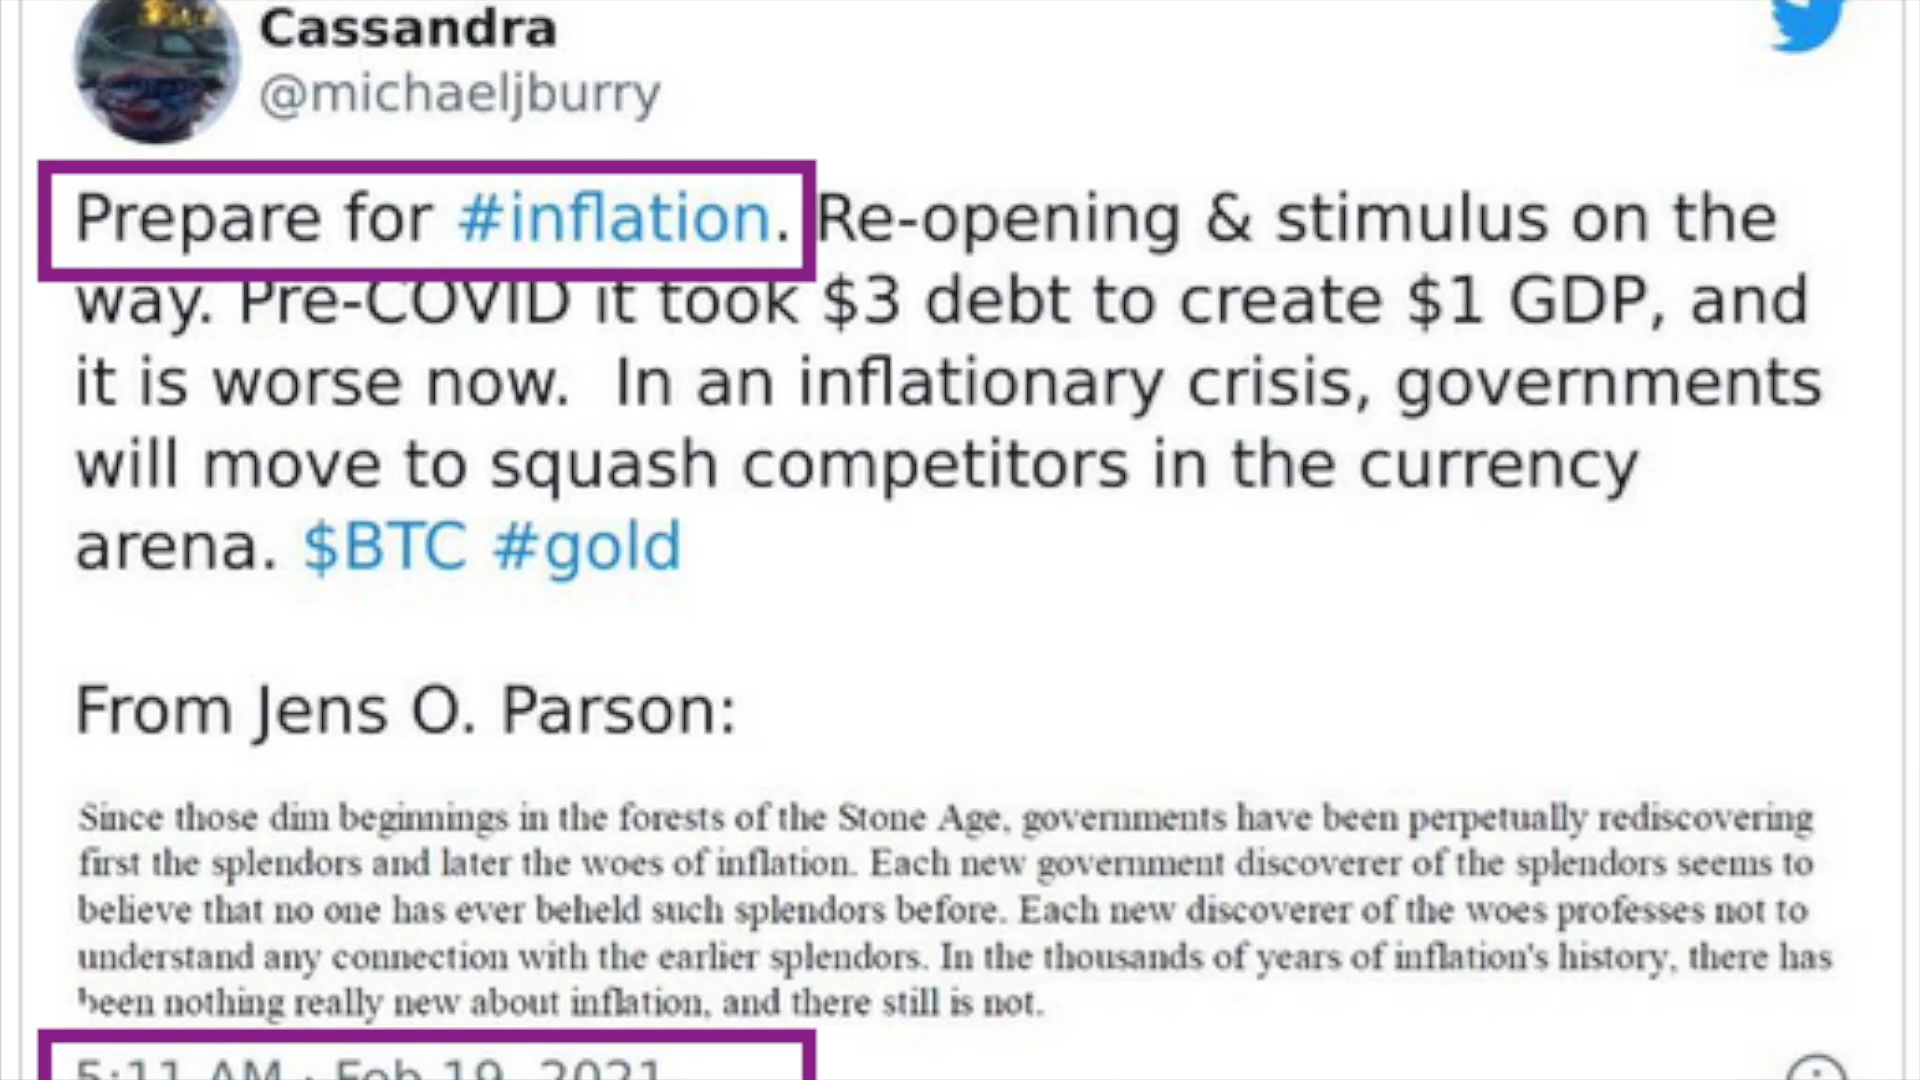 Cassandra
@michaeljburry
Prepare for #inflation. Re-opening & stimulus on the
way. Pre-COVID it took $3 debt to create $1 GDP, and
it is worse now.  In an inflationary crisis, governments
will move to squash competitors in the currency
arena. $BTC #gold
From Jens O. Parson:
Since those dim beginnings in the forests of the Stone Age, governments have been perpetually rediscovering
first the splendors and later the woes of inflation. Each new government discoverer of the splendors seems to
believe that no one has ever beheld such splendors before. Each new discoverer of the woes professes not to
understand any connection with the earlier splendors. In the thousands of years of inflation's history, there has
been nothing really new about inflation, and there still is not.
5:11 AM · Feb 19, 2021